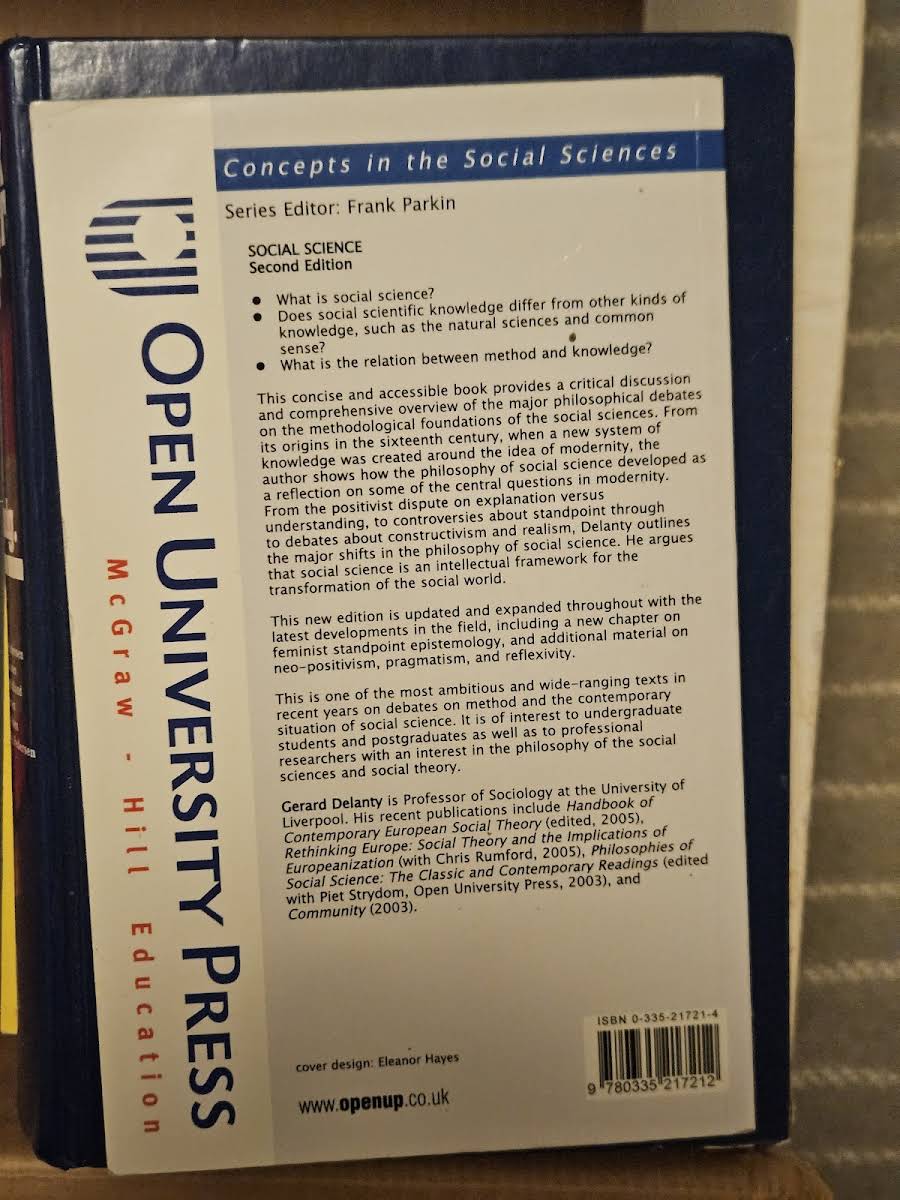 Concepts in the Social Sciences
Series Editor: Frank Parkin
SOCIAL SCIENCE
Second Edition
● What is social science?
● Does social scientific knowledge differ from other kinds of
knowledge, such as the natural sciences and common
sense?
● What is the relation between method and knowledge?
This concise and accessible book provides a critical discussion
and comprehensive overview of the major philosophical debates
on the methodological foundations of the social sciences. From
its origins in the sixteenth century, when a new system of
knowledge was created around the idea of modernity, the
author shows how the philosophy of social science developed as
a reflection on some of the central questions in modernity.
From the positivist dispute on explanation versus
understanding, to controversies about standpoint through
to debates about constructivism and realism, Delanty outlines
the major shifts in the philosophy of social science. He argues
that social science is an intellectual framework for the
transformation of the social world.
This new edition is updated and expanded throughout with the
latest developments in the field, including a new chapter on
feminist standpoint epistemology, and additional material on
neo-positivism, pragmatism, and reflexivity.
This is one of the most ambitious and wide-ranging texts in
recent years on debates on method and the contemporary
situation of social science. It is of interest to undergraduate
students and postgraduates as well as to professional
researchers with an interest in the philosophy of the social
sciences and social theory.
Gerard Delanty is Professor of Sociology at the University of
Liverpool. His recent publications include Handbook of
Contemporary European Social Theory (edited, 2005),
Rethinking Europe: Social Theory and the Implications of
Europeanization (with Chris Rumford, 2005), Philosophies of
Social Science: The Classic and Contemporary Readings (edited
with Piet Strydom, Open University Press, 2003), and
Community (2003).
cover design: Eleanor Hayes
www.openup.co.uk
ISBN 0-335-21721-4
9 780335 217212
OPEN UNIVERSITY PRESS
McGraw - Hill Education